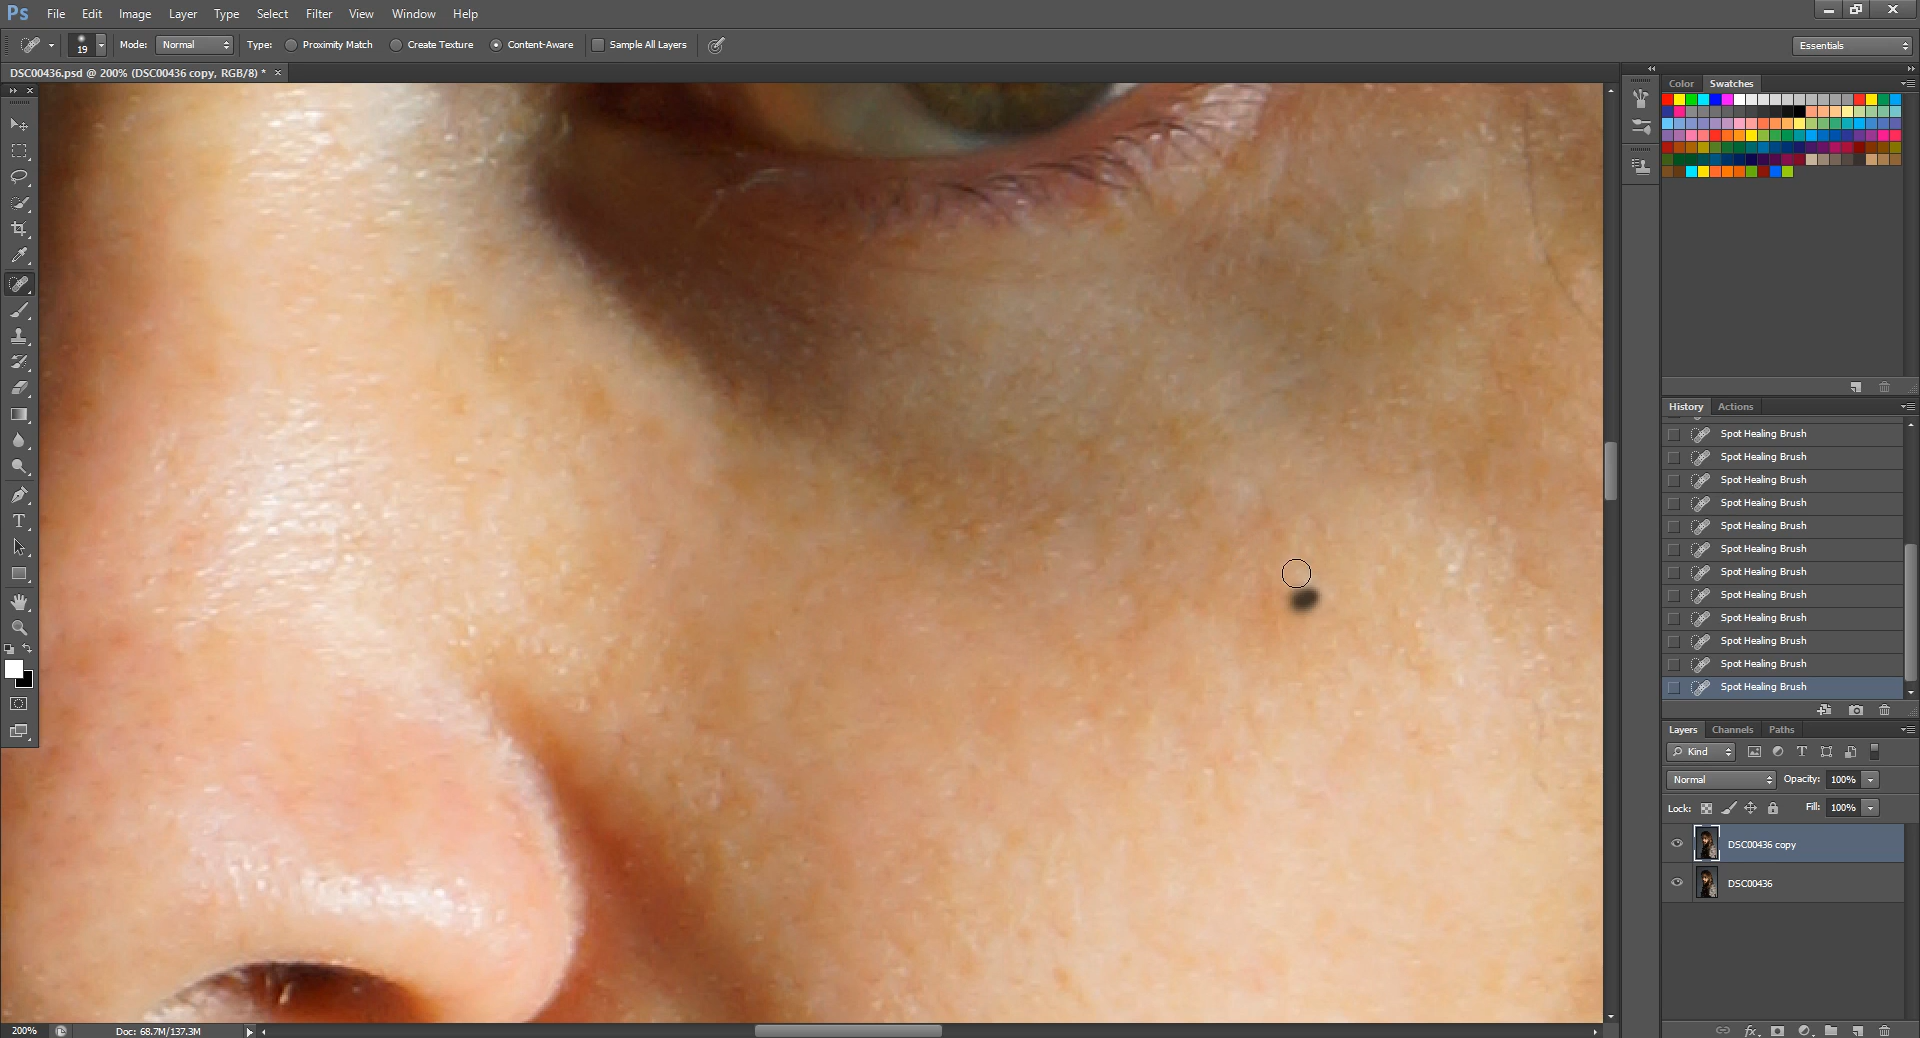 Ps File Edit Image Layer Type Select Filter View Window Help
19 Mode: Normal Type: Proximity Match Create Texture Content-Aware Sample All Layers Essentials
DSC00436.psd @ 200% (DSC00436 copy, RGB/8) * ×
Color Swatches
History Actions
Spot Healing Brush
Spot Healing Brush
Spot Healing Brush
Spot Healing Brush
Spot Healing Brush
Spot Healing Brush
Spot Healing Brush
Spot Healing Brush
Spot Healing Brush
Spot Healing Brush
Spot Healing Brush
Spot Healing Brush
Layers Channels Paths
Kind
Normal Opacity: 100%
Lock: Fill: 100%
DSC00436 copy
DSC00436
200% Doc: 68.7M/137.3M